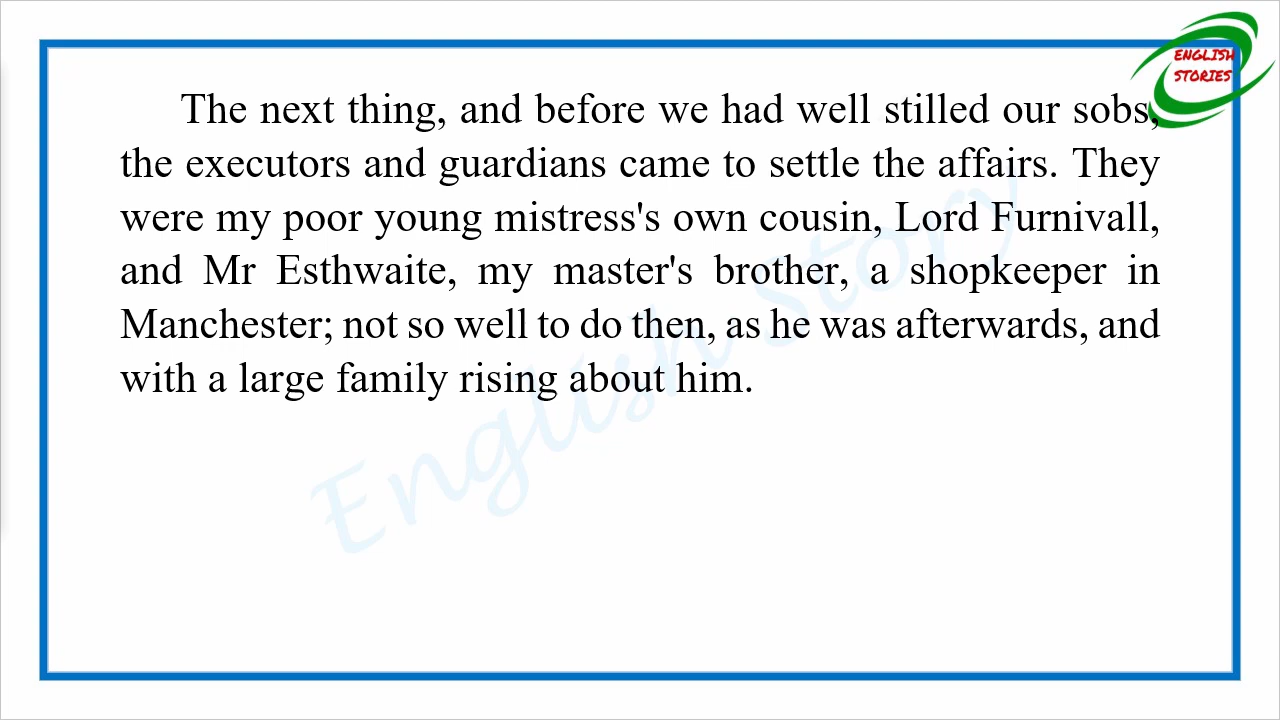 ENGLISH
STORIES
The next thing, and before we had well stilled our sobs,
the executors and guardians came to settle the affairs. They
were my poor young mistress's own cousin, Lord Furnivall,
and Mr Esthwaite, my master's brother, a shopkeeper in
Manchester; not so well to do then, as he was afterwards, and
with a large family rising about him.
English Story